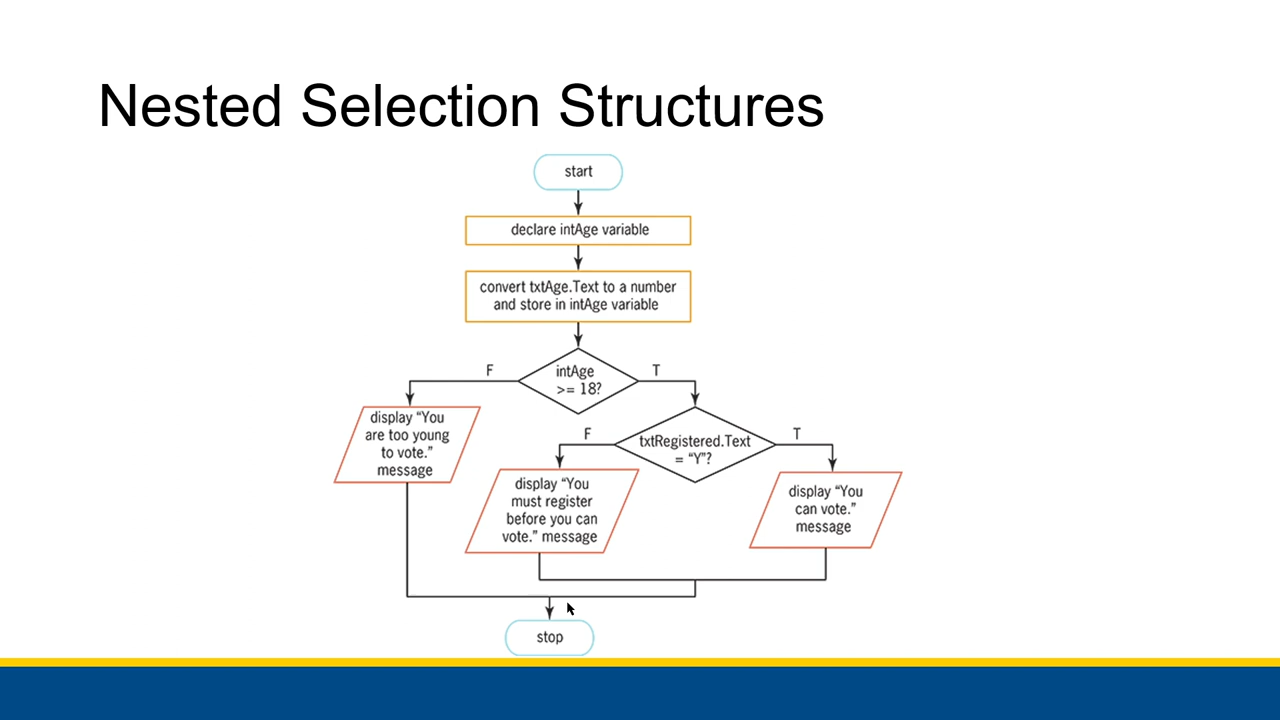 Nested Selection Structures
start
declare intAge variable
convert txtAge.Text to a number
and store in intAge variable
intAge
>= 18?
F
T
display “You
are too young
to vote.”
message
txtRegistered.Text
= “Y”?
F
T
display “You
must register
before you can
vote.” message
display “You
can vote.”
message
stop